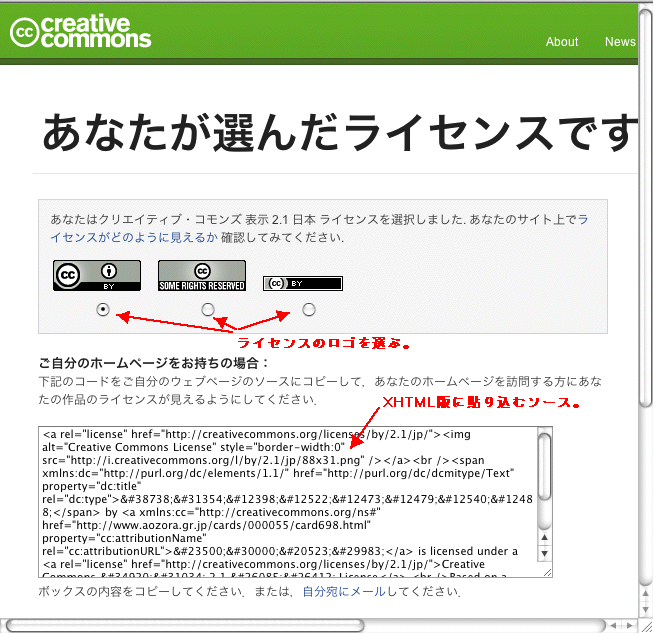 creative
commons
About News
あなたが選んだライセンスです
あなたはクリエイティブ・コモンズ 表示 2.1 日本 ライセンスを選択しました. あなたのサイト上でラ
イセンスがどのように見えるか 確認してみてください.
cc BY
cc SOME RIGHTS RESERVED
cc BY
ライセンスのロゴを選ぶ。
ご自分のホームページをお持ちの場合：
下記のコードをご自分のウェブページのソースにコピーして、あなたのホームページを訪問する方にあな
たの作品のライセンスが見えるようにしてください.
XHTML版に貼り込むソース。
<a rel="license" href="http://creativecommons.org/licenses/by/2.1/jp/"><img
alt="Creative Commons License" style="border-width:0"
src="http://i.creativecommons.org/l/by/2.1/jp/88x31.png" /></a><br /><span
xmlns:dc="http://purl.org/dc/elements/1.1/" href="http://purl.org/dc/dcmitype/Text"
property="dc:title"
rel="dc:type">&#38738;&#31354;&#12398;&#12522;&#12473;&#12479;&#12540;&#1248
8;</span> by <a xmlns:cc="http://creativecommons.org/ns#"
href="http://www.aozora.gr.jp/cards/000055/card698.html"
property="cc:attributionName"
rel="cc:attributionURL">&#23500;&#30000;&#20523;&#29983;</a> is licensed under a
<a rel="license" href="http://creativecommons.org/licenses/by/2.1/jp/">Creative
Commons &#34920;&#31034; 2.1 &#26085;&#26412; License</a>.<br />Based on a
ボックスの内容をコピーしてください. または、自分宛にメールしてください.